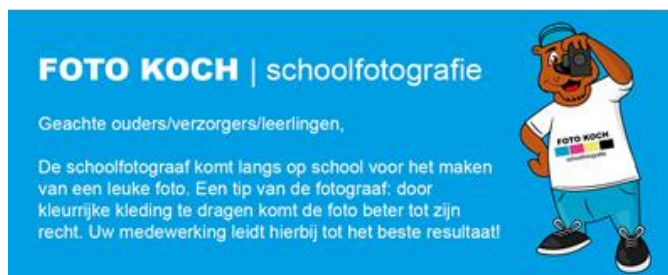 FOTO KOCH | schoolfotografie
Geachte ouders/verzorgers/leerlingen,
De schoolfotograaf komt langs op school voor het maken
van een leuke foto. Een tip van de fotograaf: door
kleurrijke kleding te dragen komt de foto beter tot zijn
recht. Uw medewerking leidt hierbij tot het beste resultaat!
FOTO KOCH
schoolfotografie